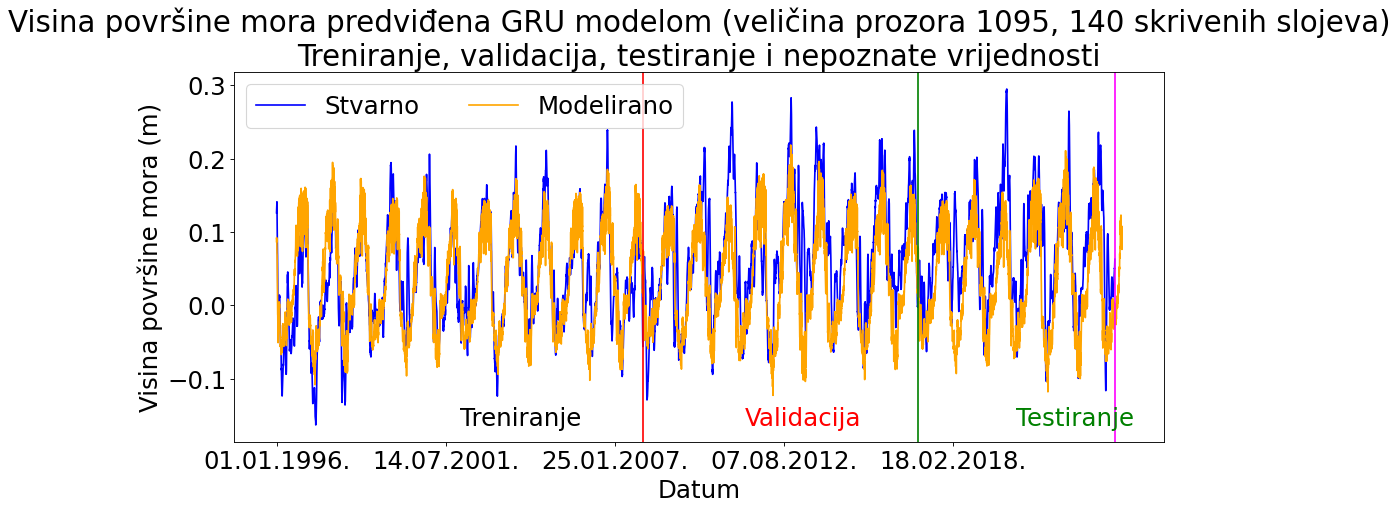 Visina površine mora predviđena GRU modelom (veličina prozora 1095, 140 skrivenih slojeva)
Treniranje, validacija, testiranje i nepoznate vrijednosti
Stvarno
Modelirano
Visina površine mora (m)
0.3
0.2
0.1
0.0
−0.1
Treniranje
Validacija
Testiranje
01.01.1996.
14.07.2001.
25.01.2007.
07.08.2012.
18.02.2018.
Datum